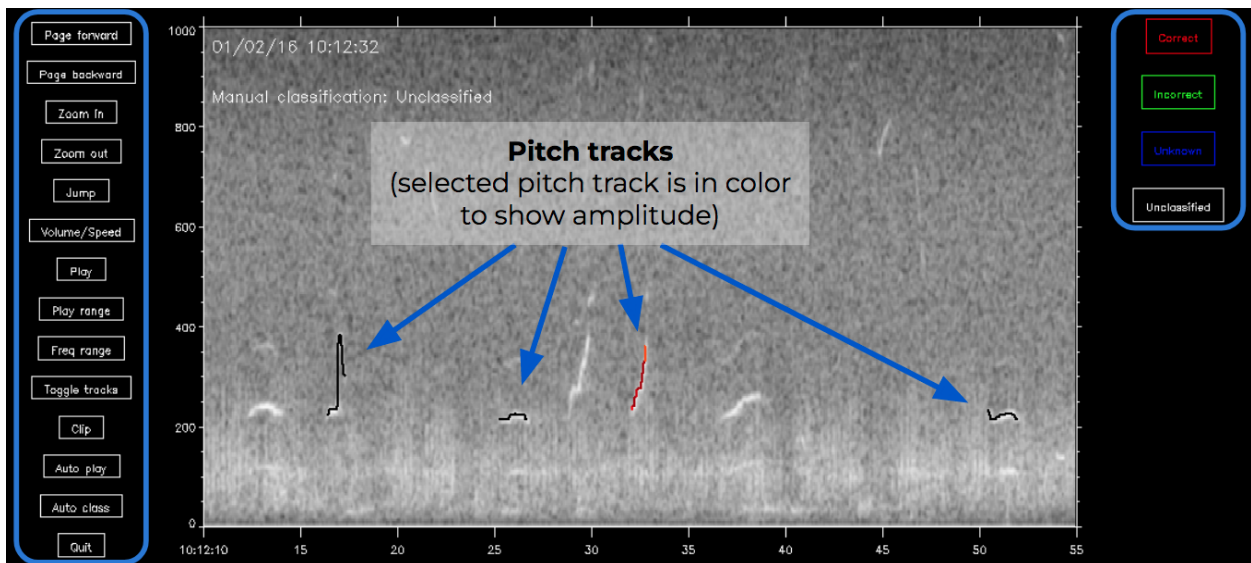 Page forward
Page backward
Zoom in
Zoom out
Jump
Volume/Speed
Play
Play range
Freq range
Toggle tracks
Clip
Auto play
Auto class
Quit
01/02/16 10:12:32
Manual classification: Unclassified
Pitch tracks
(selected pitch track is in color
to show amplitude)
1000
800
600
400
200
0
10:12:10 15 20 25 30 35 40 45 50 55
Correct
Incorrect
Unknown
Unclassified